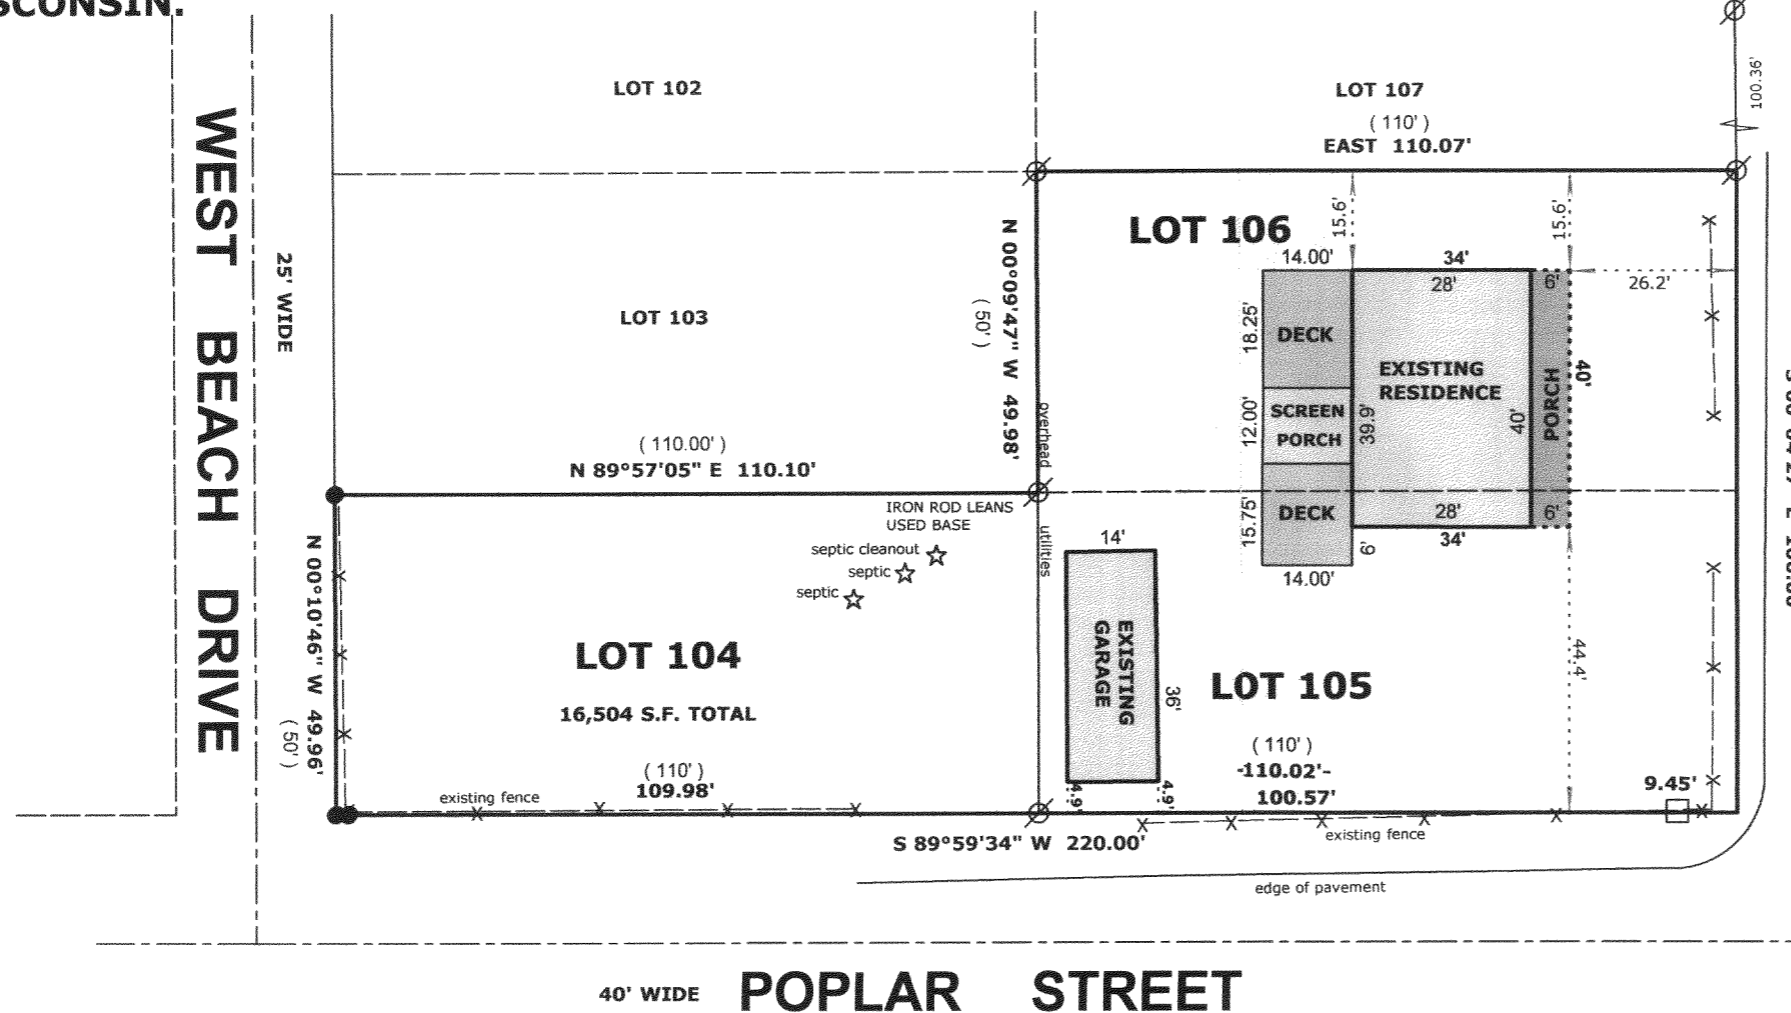 SCONSIN.
WEST BEACH DRIVE
25' WIDE
LOT 102
LOT 107
( 110' )
EAST 110.07'
100.36'
LOT 103
( 110.00' )
N 89°57'05" E 110.10'
N 00°09'47" W 49.98'
( 50' )
LOT 106
15.6'
15.6'
14.00'
34'
28'
6'
26.2'
18.25'
DECK
EXISTING
RESIDENCE
PORCH
40'
12.00'
SCREEN
PORCH
39.9'
40'
15.75'
DECK
28'
6'
34'
6'
14.00'
overhead
utilities
IRON ROD LEANS
USED BASE
septic cleanout
septic
septic
N 00°10'46" W 49.96'
( 50' )
LOT 104
16,504 S.F. TOTAL
( 110' )
109.98'
existing fence
14'
EXISTING
GARAGE
36'
4.9'
4.9'
LOT 105
44.4'
( 110' )
-110.02'-
100.57'
9.45'
S 89°59'34" W 220.00'
existing fence
edge of pavement
40' WIDE
POPLAR STREET